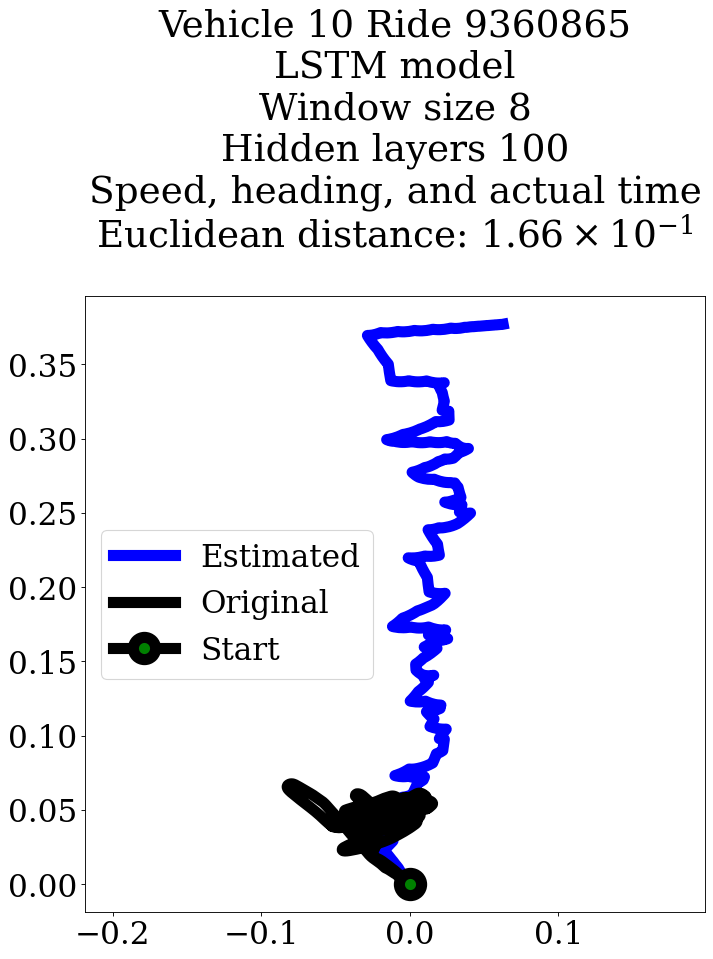 Vehicle 10 Ride 9360865
LSTM model
Window size 8
Hidden layers 100
Speed, heading, and actual time
Euclidean distance: 1.66 × 10⁻¹
0.35
0.30
0.25
0.20
0.15
0.10
0.05
0.00
Estimated
Original
Start
−0.2 −0.1 0.0 0.1